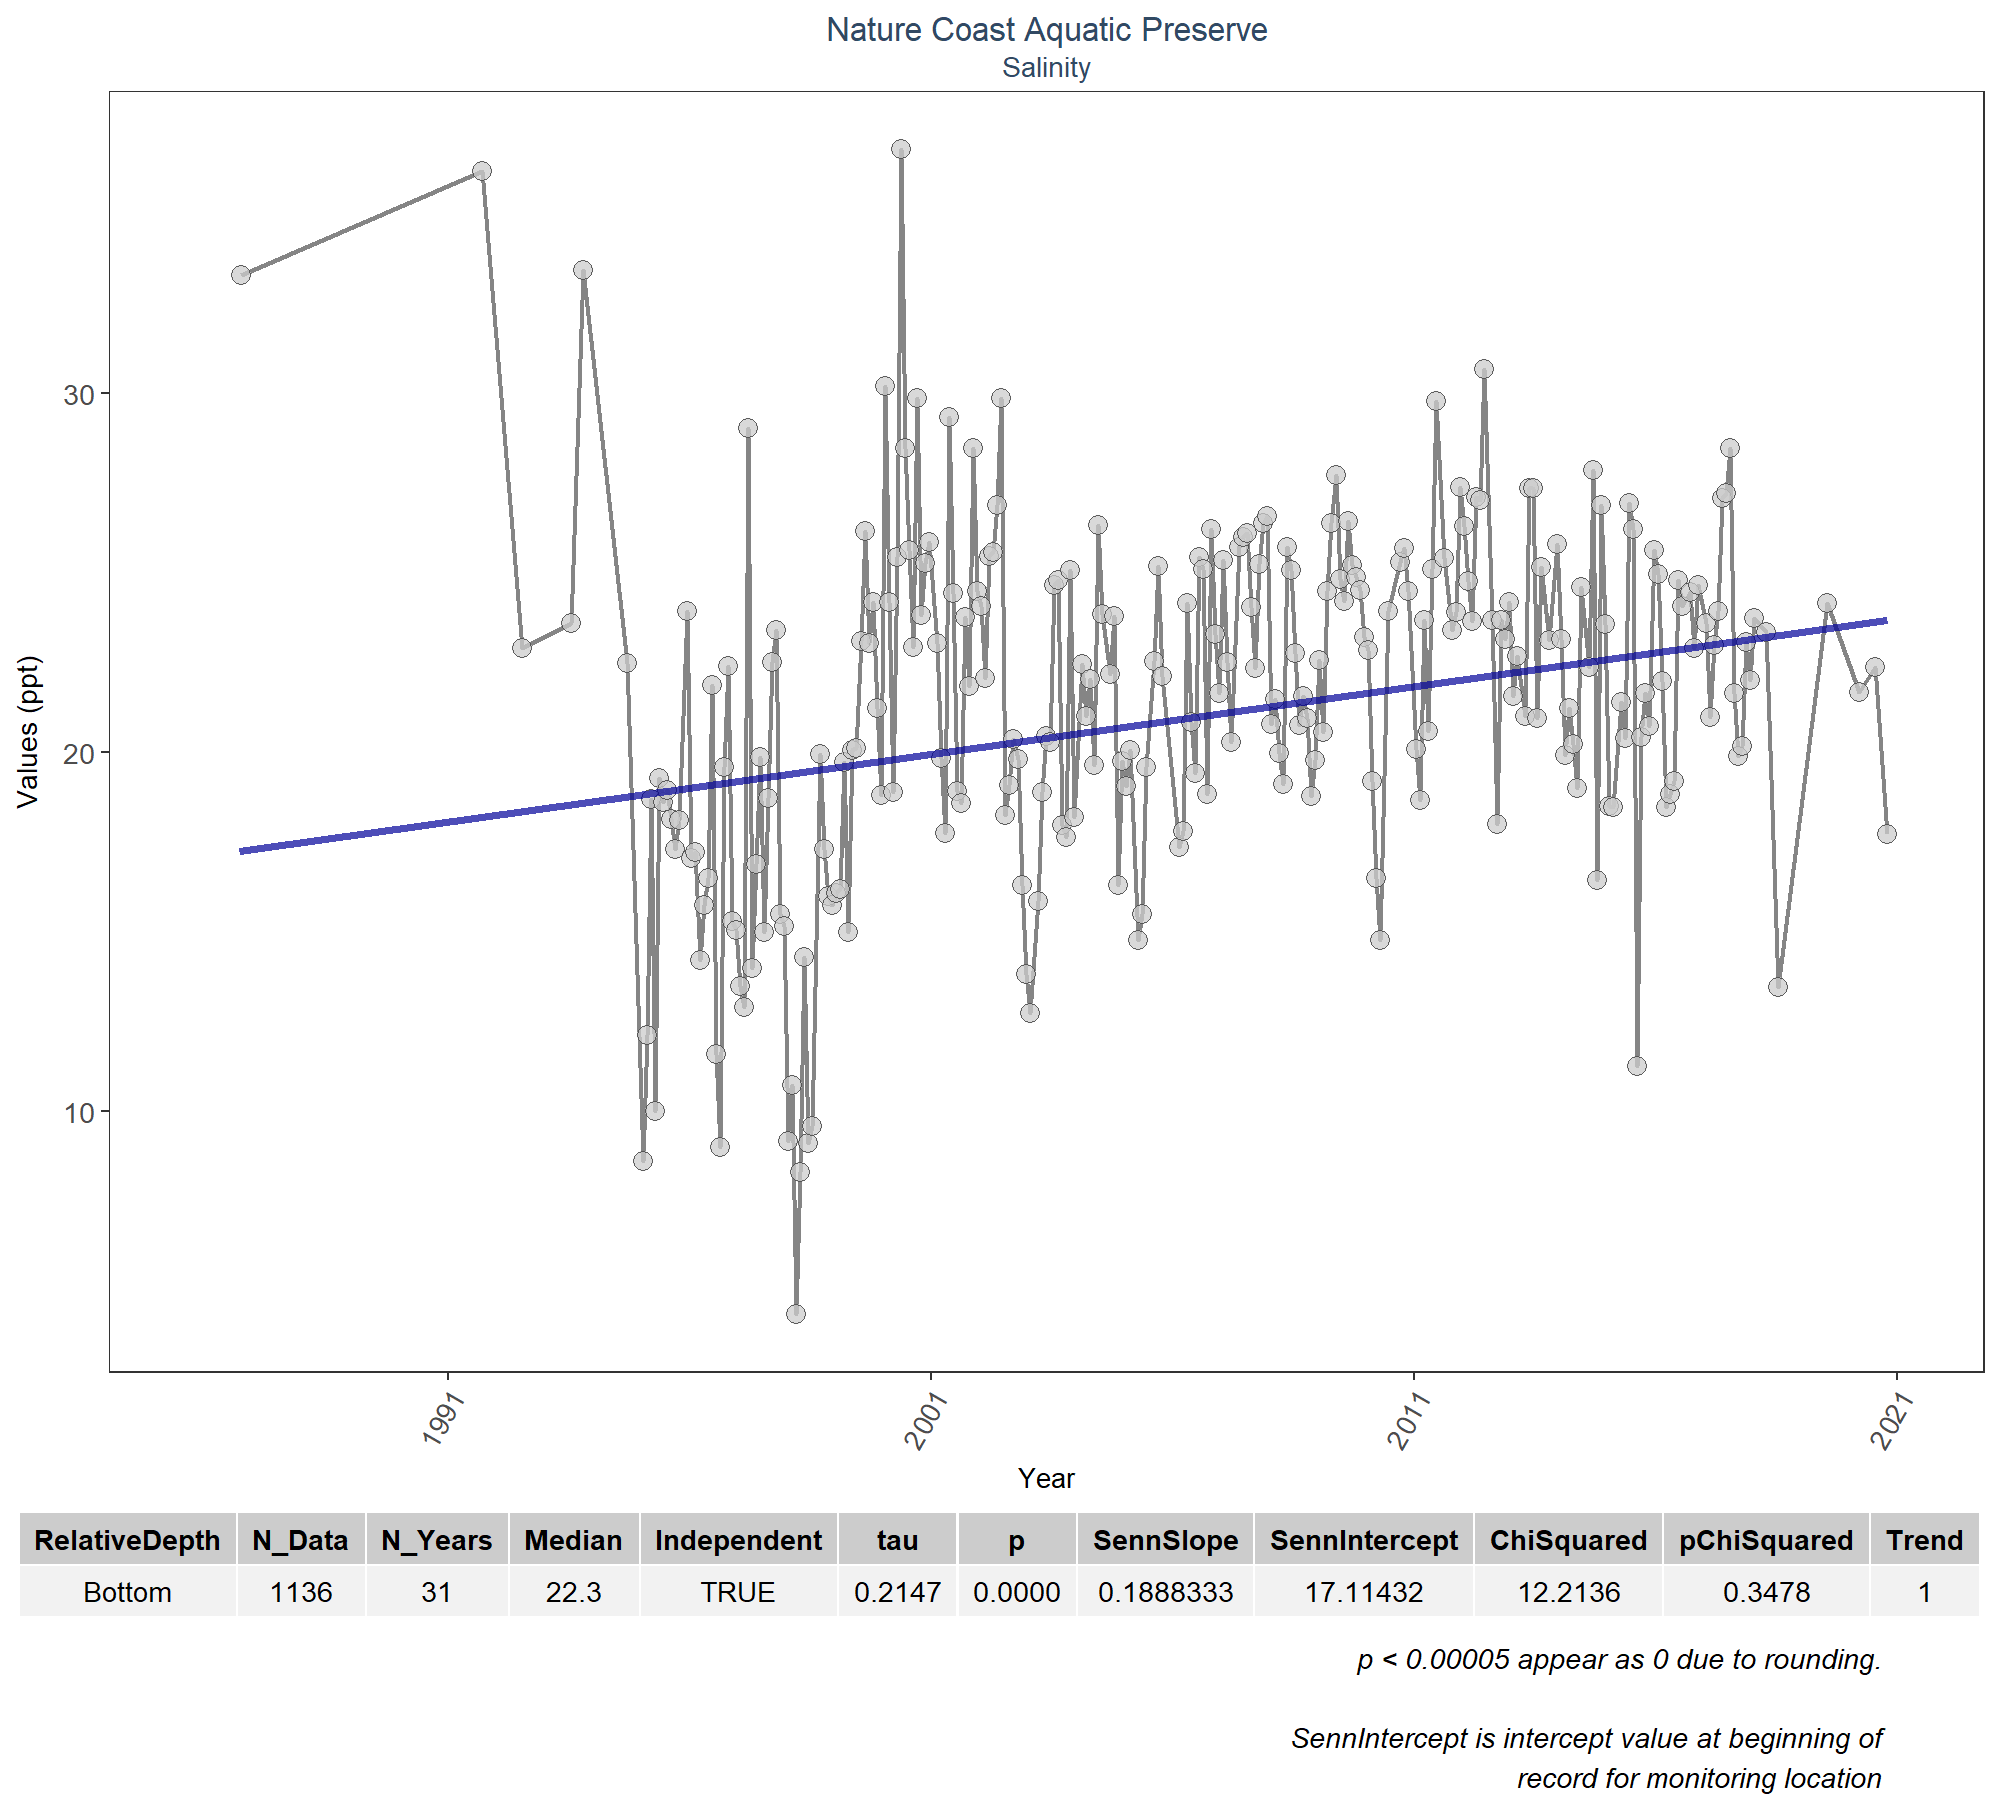 Nature Coast Aquatic Preserve
Salinity
Values (ppt)
30
20
10
1991
2001
2011
2021
Year
RelativeDepth N_Data N_Years Median Independent tau p SennSlope SennIntercept ChiSquared pChiSquared Trend
Bottom 1136 31 22.3 TRUE 0.2147 0.0000 0.1888333 17.11432 12.2136 0.3478 1
p < 0.00005 appear as 0 due to rounding.
SennIntercept is intercept value at beginning of
record for monitoring location